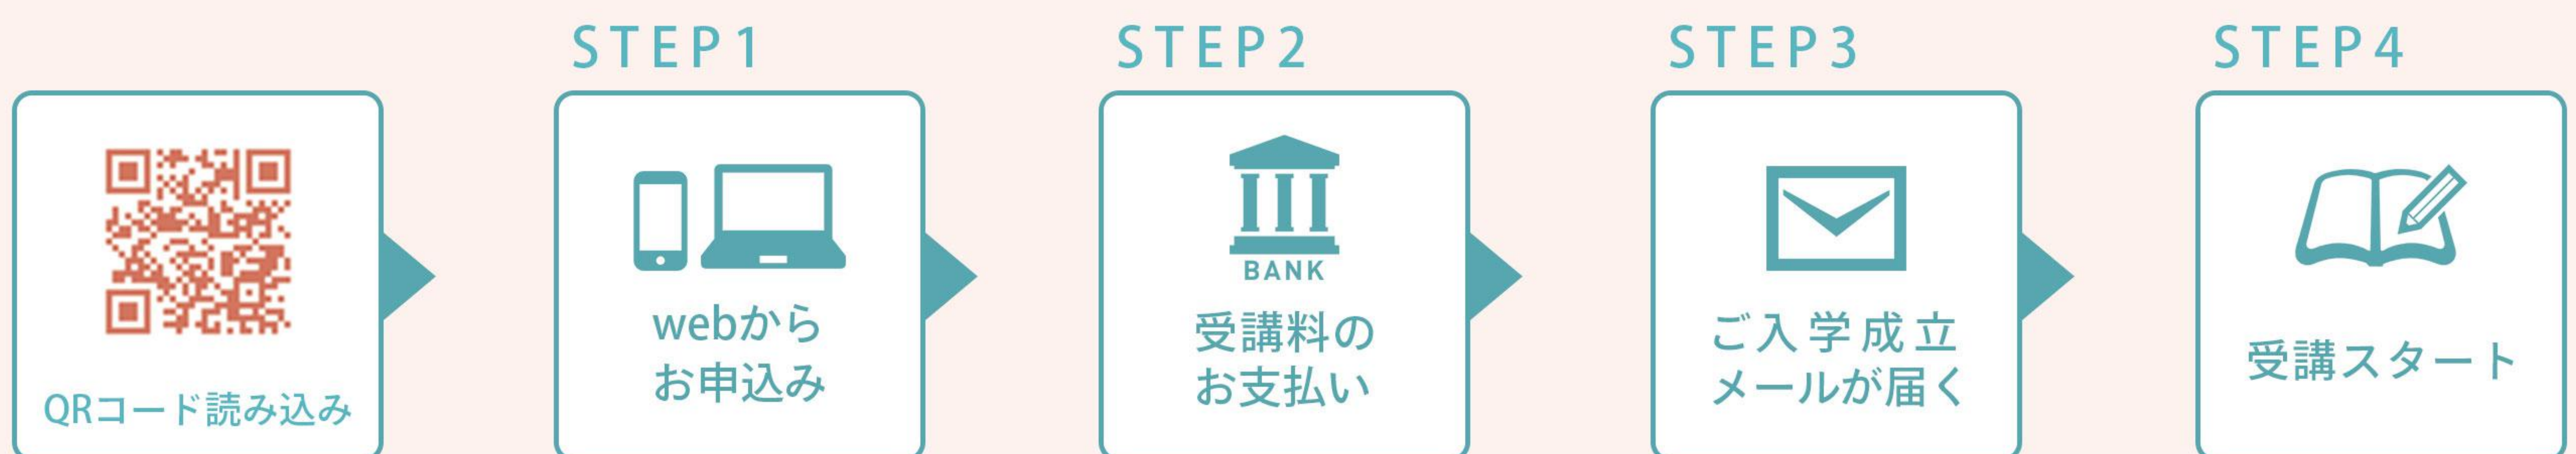 QRコード読み込み
STEP1
webから
お申込み
STEP2
BANK
受講料の
お支払い
STEP3
ご入学成立
メールが届く
STEP4
受講スタート